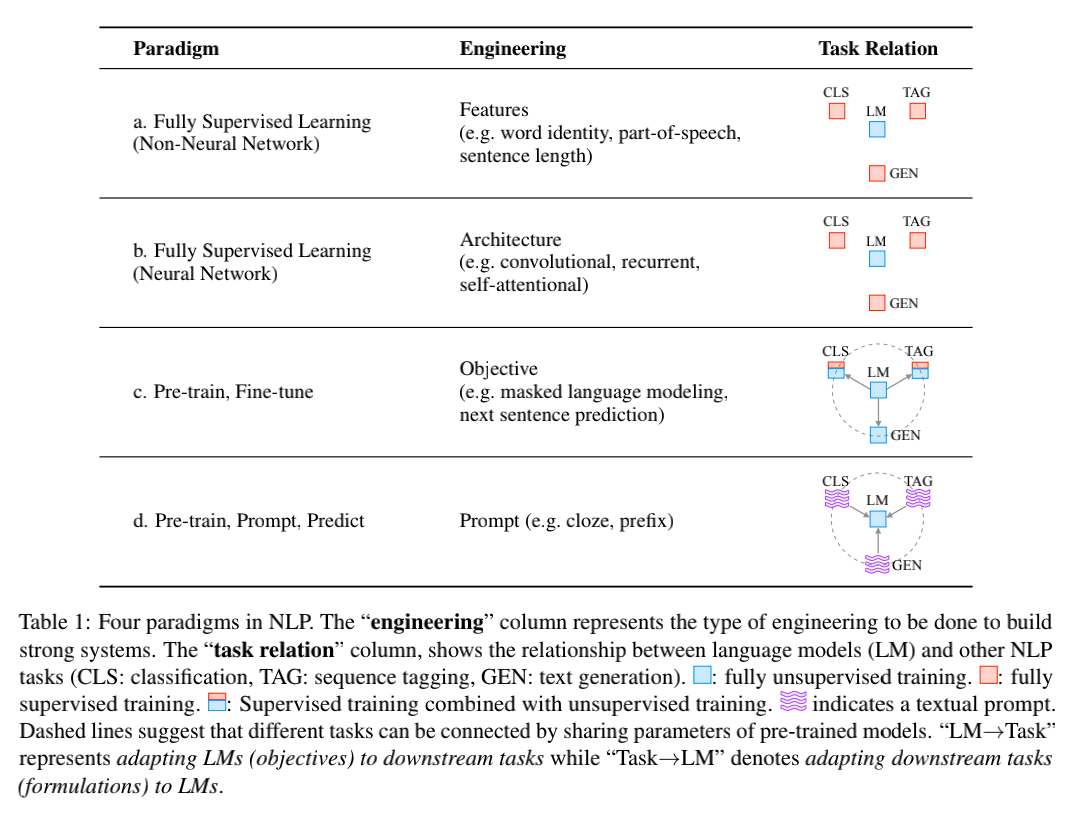 Paradigm Engineering Task Relation
CLS TAG
LM
a. Fully Supervised Learning
(Non-Neural Network)
Features
(e.g. word identity, part-of-speech,
sentence length)
GEN
CLS TAG
LM
b. Fully Supervised Learning
(Neural Network)
Architecture
(e.g. convolutional, recurrent,
self-attentional)
GEN
CLS TAG
LM
c. Pre-train, Fine-tune
Objective
(e.g. masked language modeling,
next sentence prediction)
GEN
CLS TAG
LM
d. Pre-train, Prompt, Predict
Prompt (e.g. cloze, prefix)
GEN
Table 1: Four paradigms in NLP. The “engineering” column represents the type of engineering to be done to build
strong systems. The “task relation” column, shows the relationship between language models (LM) and other NLP
tasks (CLS: classification, TAG: sequence tagging, GEN: text generation). : fully unsupervised training. : fully
supervised training. : Supervised training combined with unsupervised training. indicates a textual prompt.
Dashed lines suggest that different tasks can be connected by sharing parameters of pre-trained models. “LM→Task”
represents adapting LMs (objectives) to downstream tasks while “Task→LM” denotes adapting downstream tasks
(formulations) to LMs.